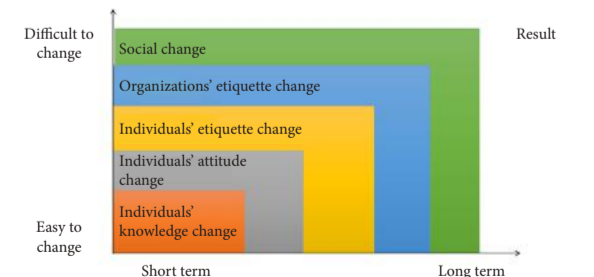 Difficult to
change
Result
Social change
Organizations’ etiquette change
Individuals’ etiquette change
Individuals’ attitude
change
Individuals’
knowledge change
Easy to
change
Short term
Long term